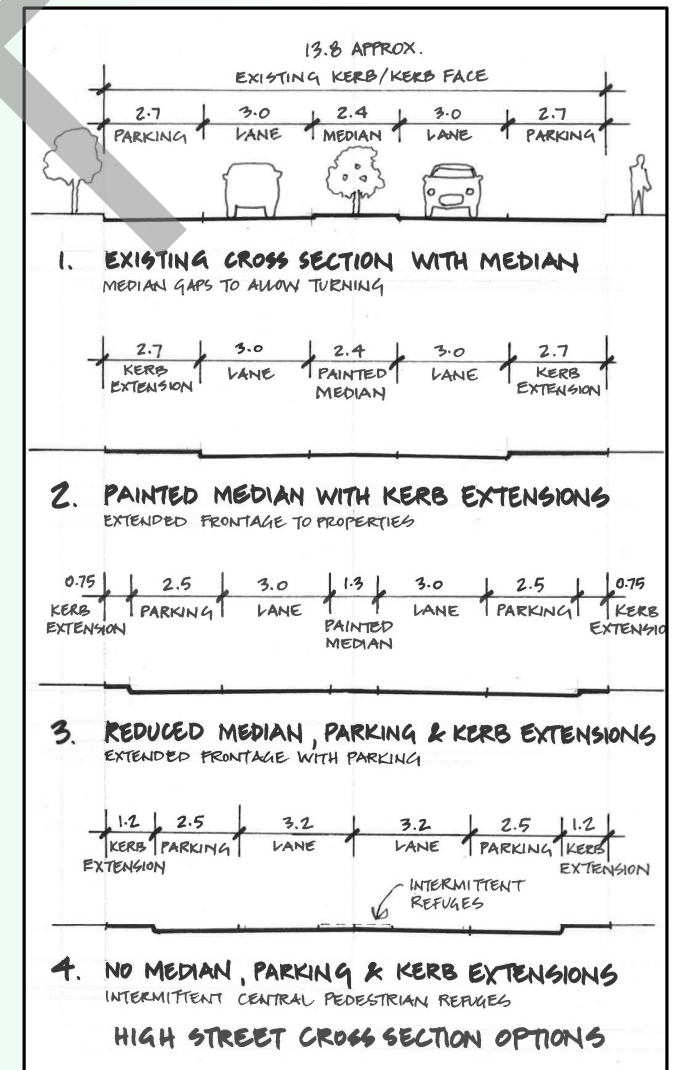 13.8 APPROX.
EXISTING KERB/KERB FACE
2.7 3.0 2.4 3.0 2.7
PARKING LANE MEDIAN LANE PARKING
1. EXISTING CROSS SECTION WITH MEDIAN
MEDIAN GAPS TO ALLOW TURNING
2.7 3.0 2.4 3.0 2.7
KERB EXTENSION LANE PAINTED MEDIAN LANE KERB EXTENSION
2. PAINTED MEDIAN WITH KERB EXTENSIONS
EXTENDED FRONTAGE TO PROPERTIES
0.75 2.5 3.0 1.3 3.0 2.5 0.75
KERB EXTENSION PARKING LANE PAINTED MEDIAN LANE PARKING KERB EXTENSIO
3. REDUCED MEDIAN, PARKING & KERB EXTENSIONS
EXTENDED FRONTAGE WITH PARKING
1.2 2.5 3.2 3.2 2.5 1.2
KERB EXTENSION PARKING LANE LANE PARKING KERB EXTENSION
INTERMITTENT
REFUGES
4. NO MEDIAN, PARKING & KERB EXTENSIONS
INTERMITTENT CENTRAL PEDESTRIAN REFUGES
HIGH STREET CROSS SECTION OPTIONS